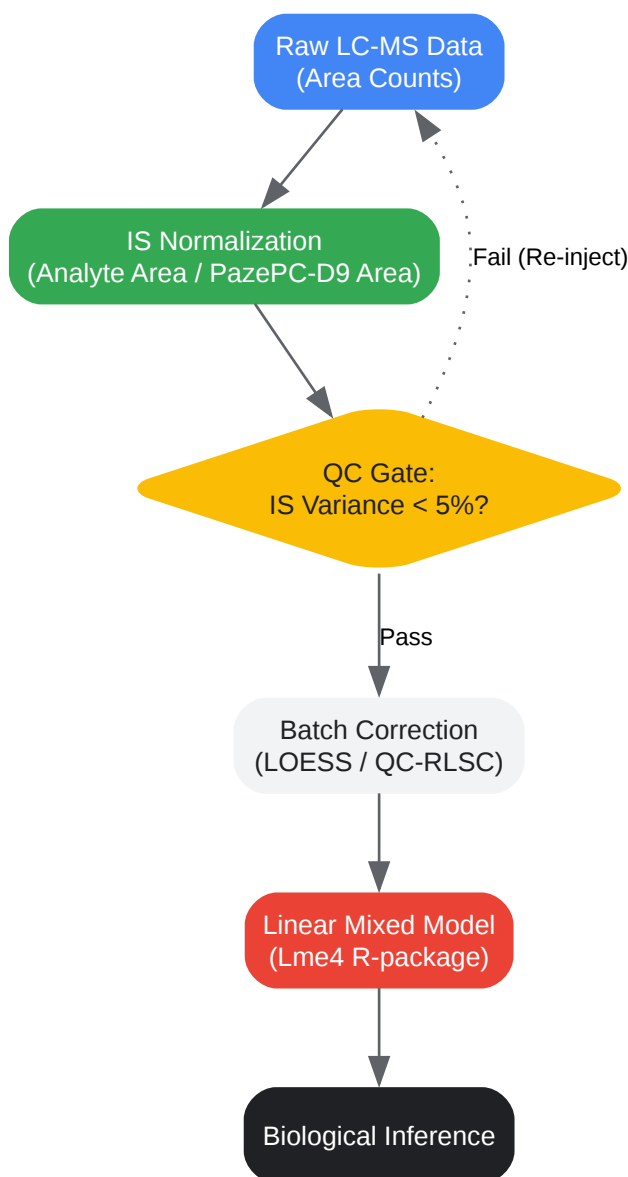 Raw LC-MS Data
(Area Counts)
IS Normalization
(Analyte Area / PazePC-D9 Area)
Fail (Re-inject)
QC Gate:
IS Variance < 5%?
Pass
Batch Correction
(LOESS / QC-RLSC)
Linear Mixed Model
(Lme4 R-package)
Biological Inference